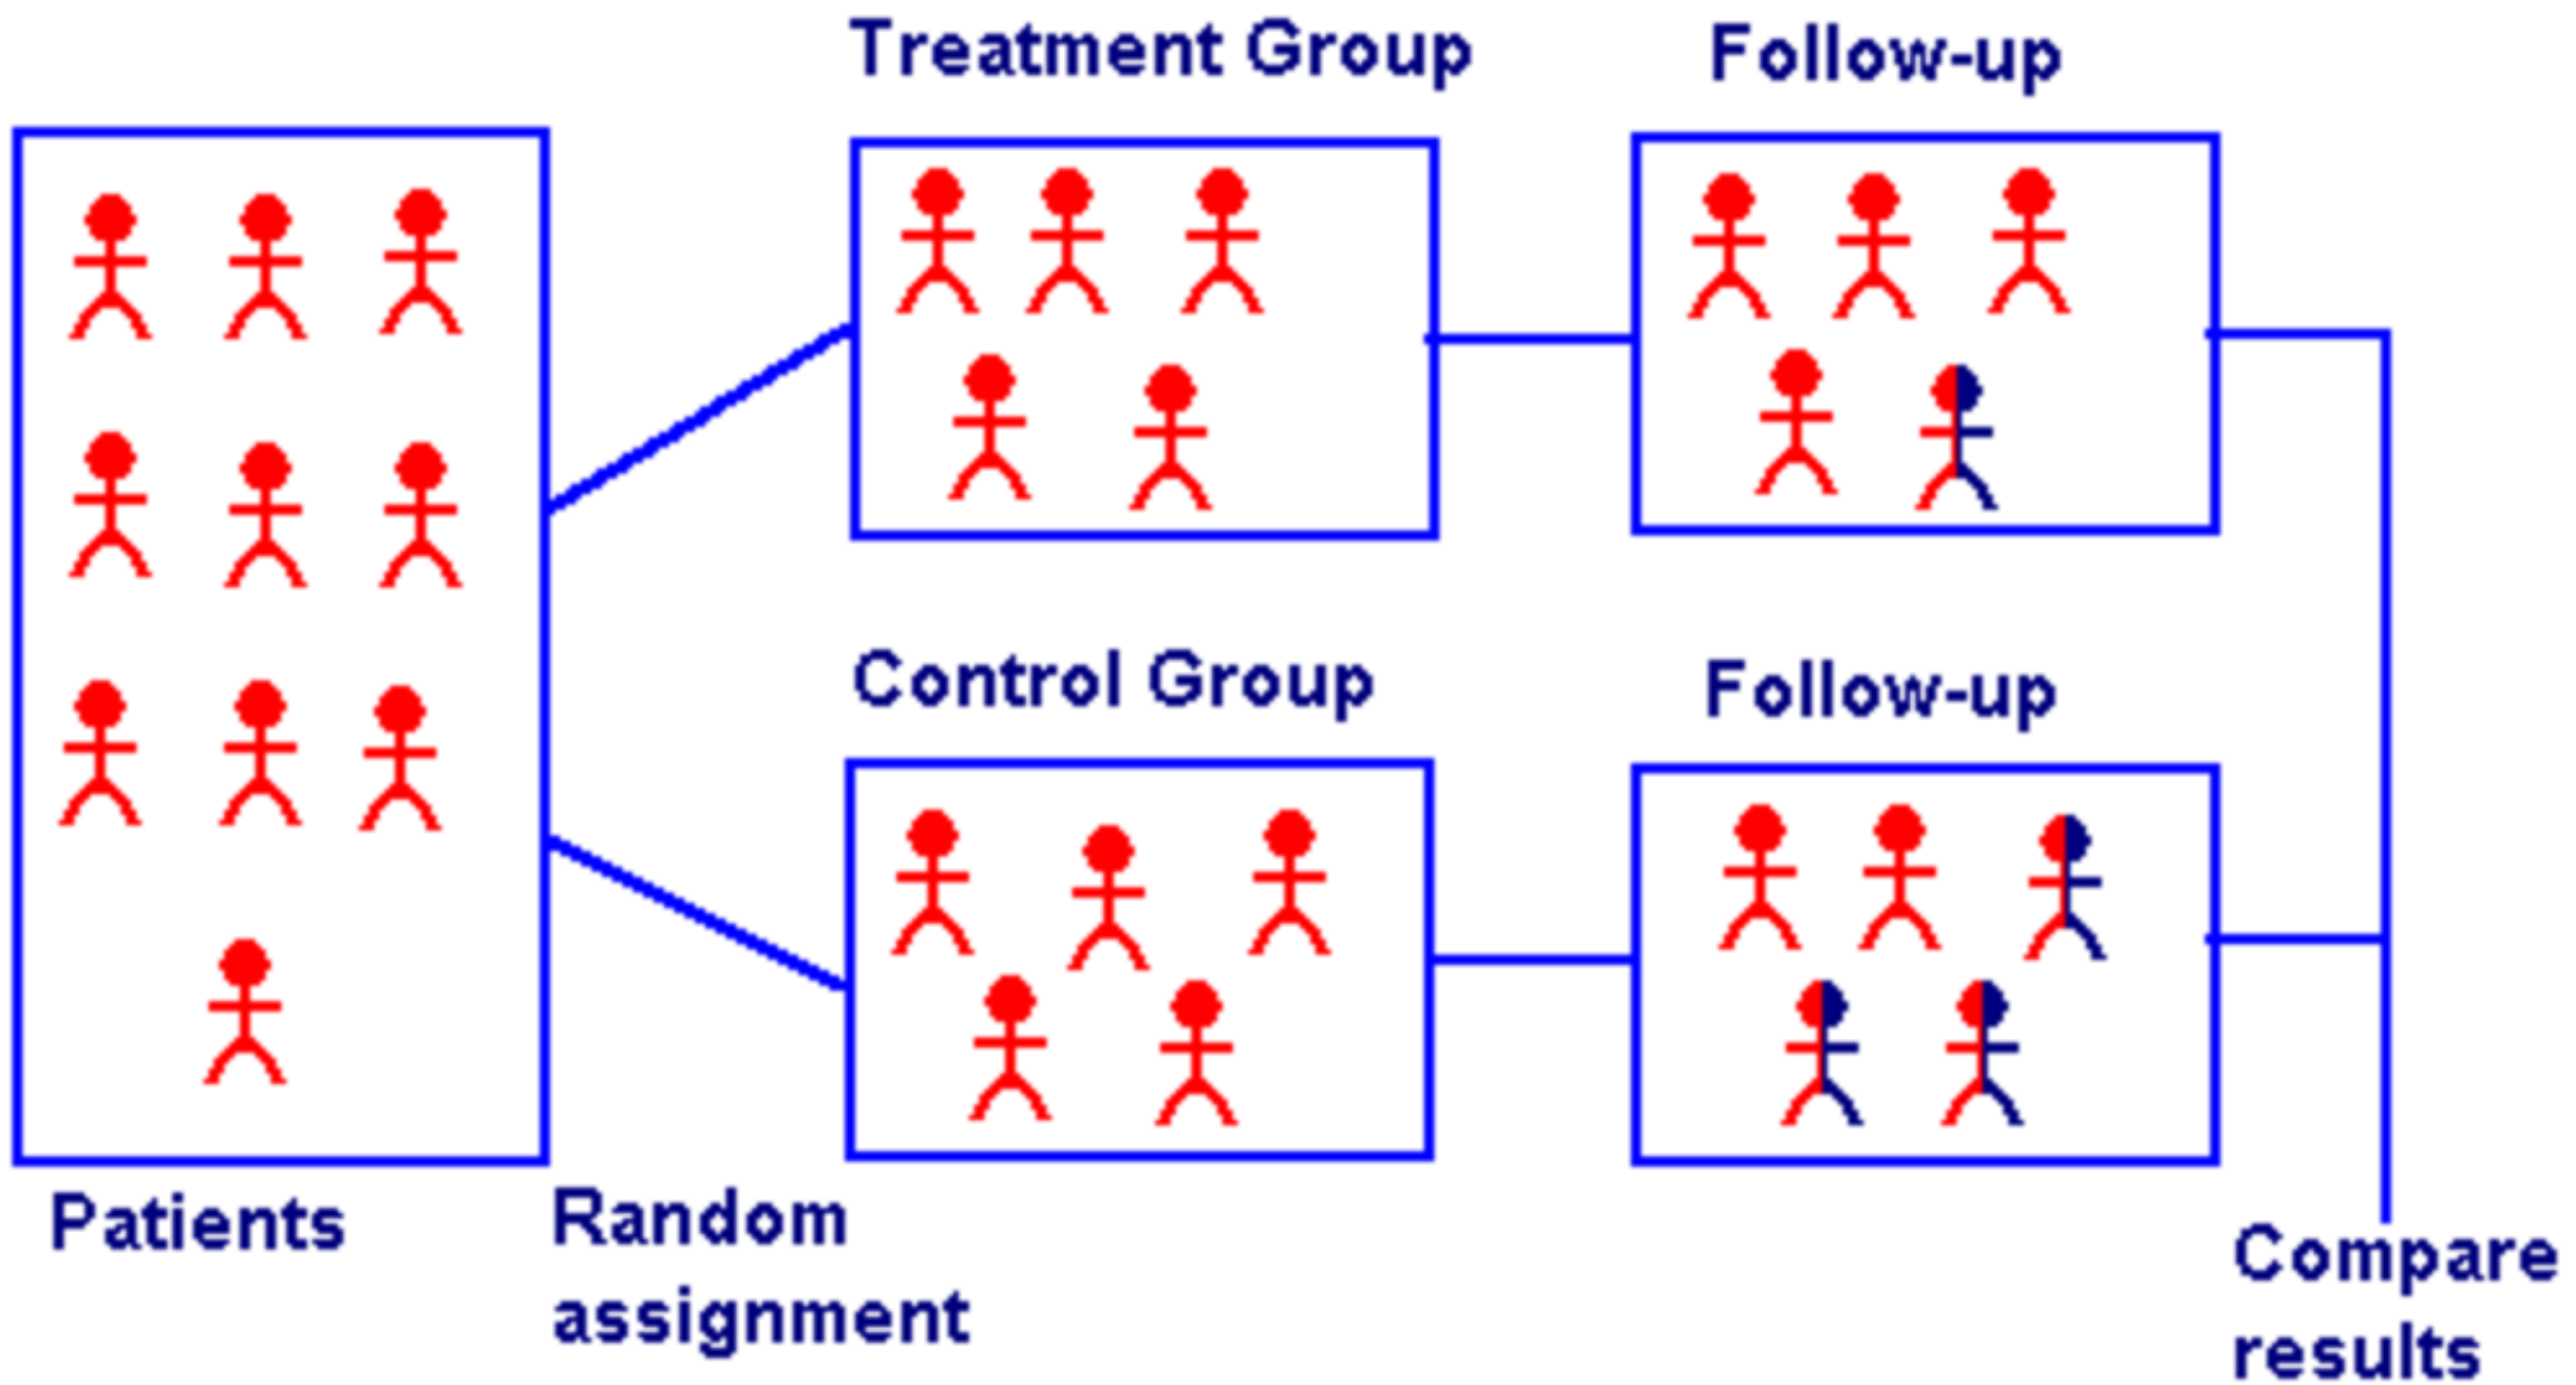 Treatment Group
Follow-up
Control Group
Follow-up
Patients
Random
assignment
Compare
results